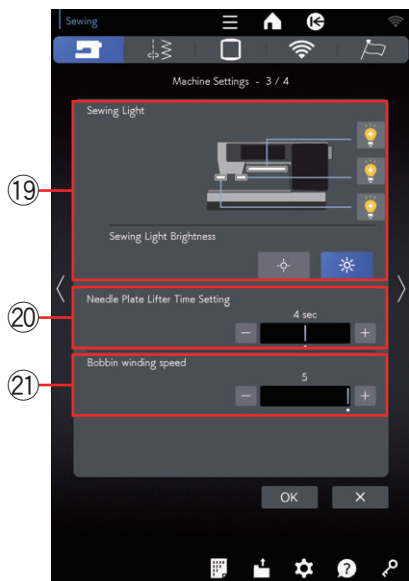 Sewing
Machine Settings - 3 / 4
Sewing Light
⑲
Sewing Light Brightness
Needle Plate Lifter Time Setting
⑳
4 sec
Bobbin winding speed
㉑
5
OK